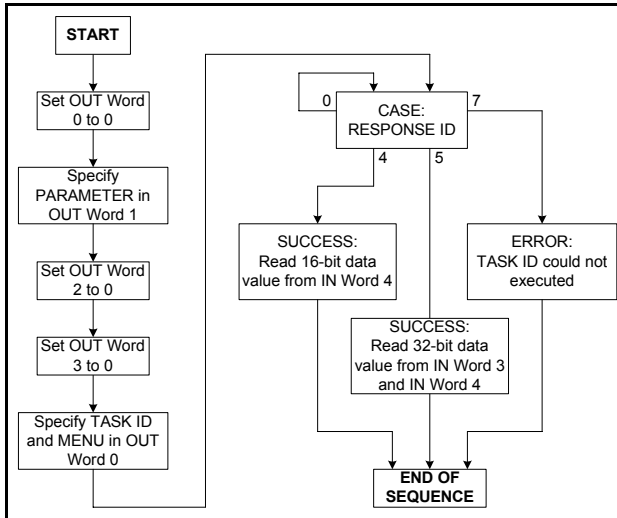 START
Set OUT Word
0 to 0
Specify
PARAMETER in
OUT Word 1
Set OUT Word
2 to 0
Set OUT Word
3 to 0
Specify TASK ID
and MENU in OUT
Word 0
0
CASE:
RESPONSE ID
7
4
5
SUCCESS:
Read 16-bit data
value from IN Word 4
ERROR:
TASK ID could not
executed
SUCCESS:
Read 32-bit data
value from IN Word 3
and IN Word 4
END OF
SEQUENCE